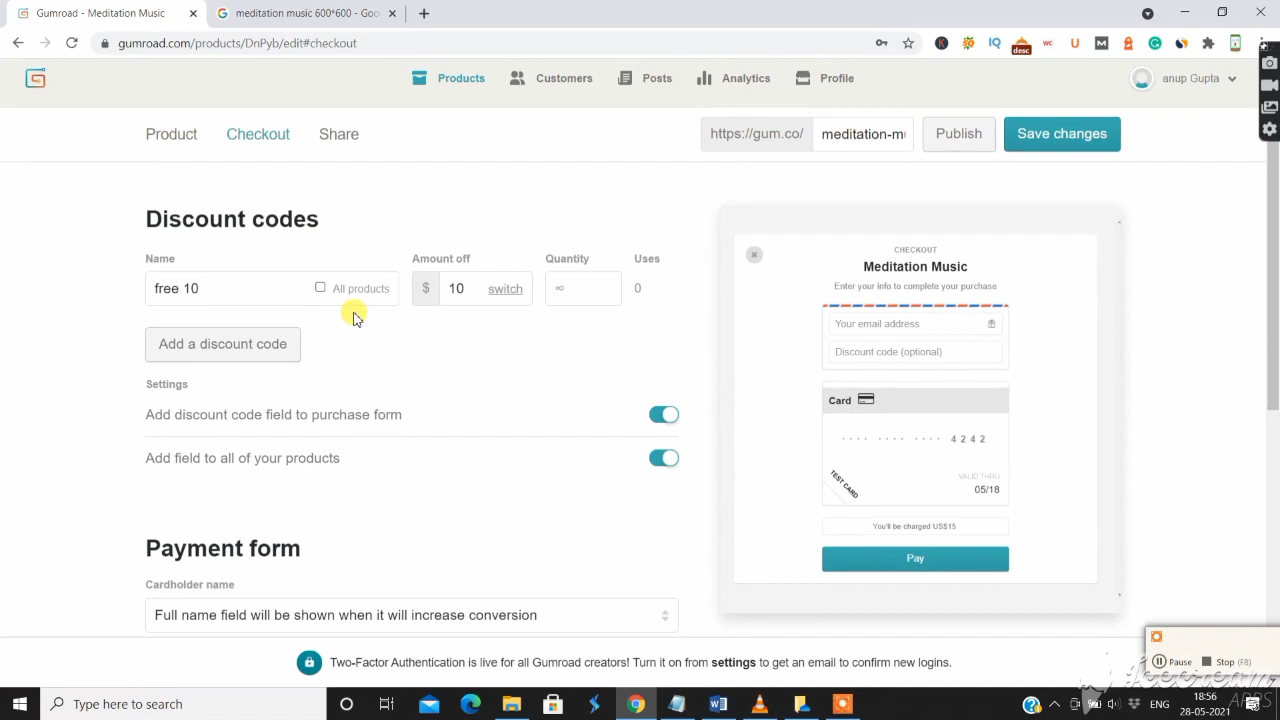 Gumroad - Meditation Music
meditation music 600*600 - Goo
gumroad.com/products/DnPyb/edit#checkout
desc
Products
Customers
Posts
Analytics
Profile
anup Gupta
Product
Checkout
Share
https://gum.co/
meditation-mu
Publish
Save changes
Discount codes
Name
Amount off
Quantity
Uses
free 10
All products
$
10
switch
∞
0
Add a discount code
Settings
Add discount code field to purchase form
Add field to all of your products
Payment form
Cardholder name
Full name field will be shown when it will increase conversion
CHECKOUT
Meditation Music
Enter your info to complete your purchase
Your email address
Discount code (optional)
Card
···· ···· ···· 4242
TEST CARD
VALID THRU
05/18
You'll be charged US$15
Pay
Two-Factor Authentication is live for all Gumroad creators! Turn it on from settings to get an email to confirm new logins.
Pause
Stop (F8)
Icecream
APPS
Type here to search
ENG
18:56
28-05-2021